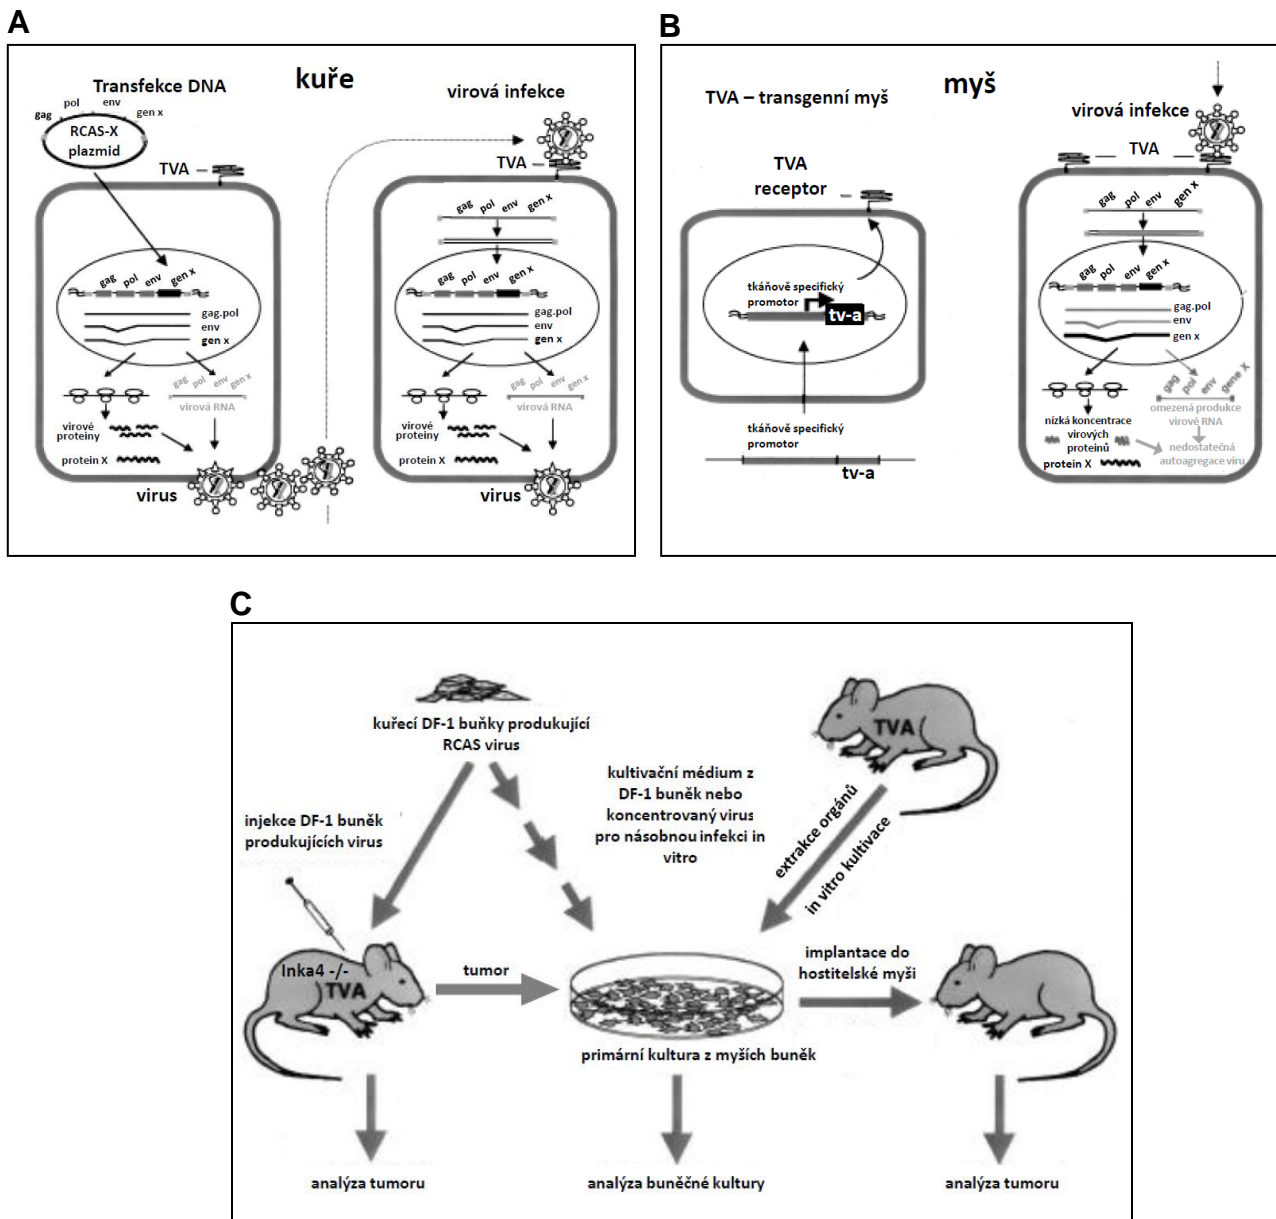 A
kuře
Transfekce DNA
gag pol env gen x
RCAS-X
plazmid
TVA
gag pol env gen x
gag.pol
env
gen x
gag pol env gen x
virová RNA
virové
proteiny
protein X
virus
virová infekce
TVA
gag pol env gen x
gag pol env gen x
gag.pol
env
gen x
gag pol env gen x
virová RNA
virové
proteiny
protein X
virus
B
myš
TVA – transgenní myš
TVA
receptor
tkáňově specifický
promotor
tv-a
tkáňově specifický
promotor
tv-a
virová infekce
TVA
gag pol env gen x
gag pol env gen x
gag.pol
env
gen x
gag pol env gene X
omezená produkce
virové RNA
nízká koncentrace
virových
proteinů
protein X
nedostatečná
autoagregace víru
C
kuřecí DF-1 buňky produkující
RCAS virus
TVA
kultivační médium z
DF-1 buněk nebo
koncentrovaný virus
pro násobnou infekci in
vitro
extrakce orgánů
in vitro kultivace
injekce DF-1 buněk
produkujících virus
Inka4 -/-
TVA
tumor
implantace do
hostitelské myši
primární kultura z myších buněk
analýza tumoru
analýza buněčné kultury
analýza tumoru